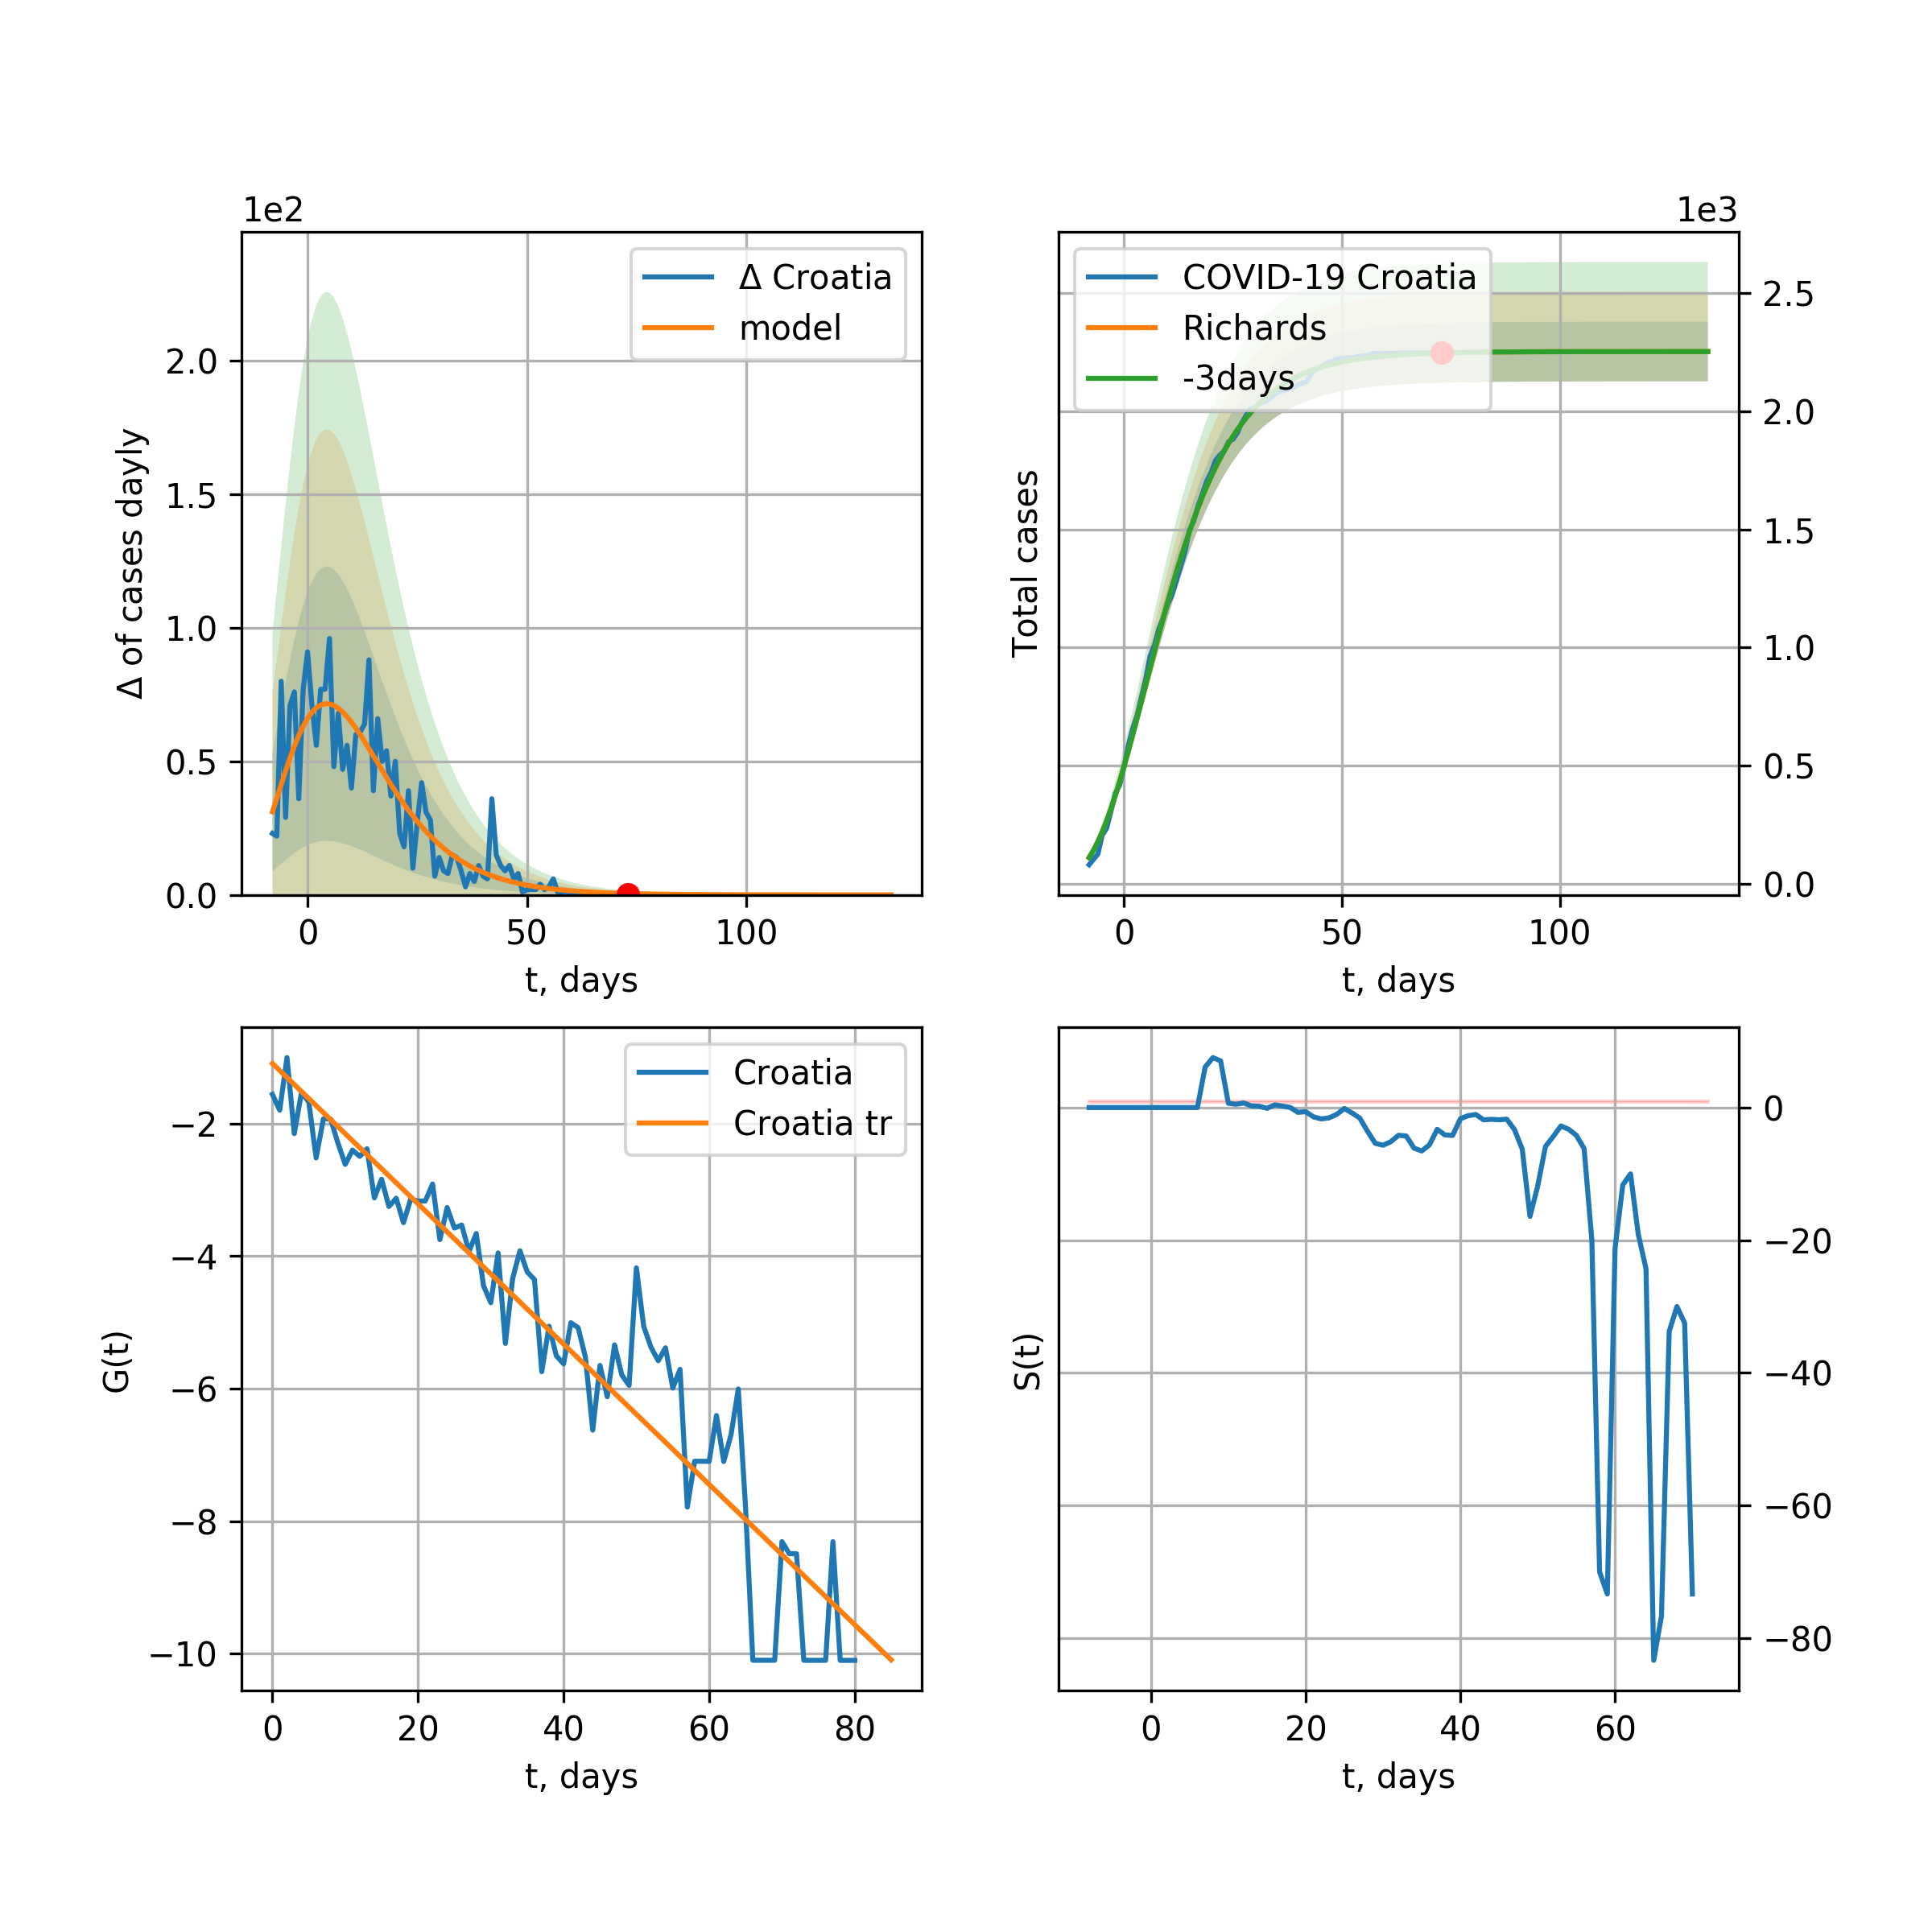 1e2
Δ of cases dayly
2.0
1.5
1.0
0.5
0.0
Δ Croatia
model
0 50 100
t, days
1e3
Total cases
COVID-19 Croatia
Richards
-3days
2.5
2.0
1.5
1.0
0.5
0.0
0 50 100
t, days
G(t)
−2
−4
−6
−8
−10
Croatia
Croatia tr
0 20 40 60 80
t, days
S(t)
0
−20
−40
−60
−80
0 20 40 60
t, days